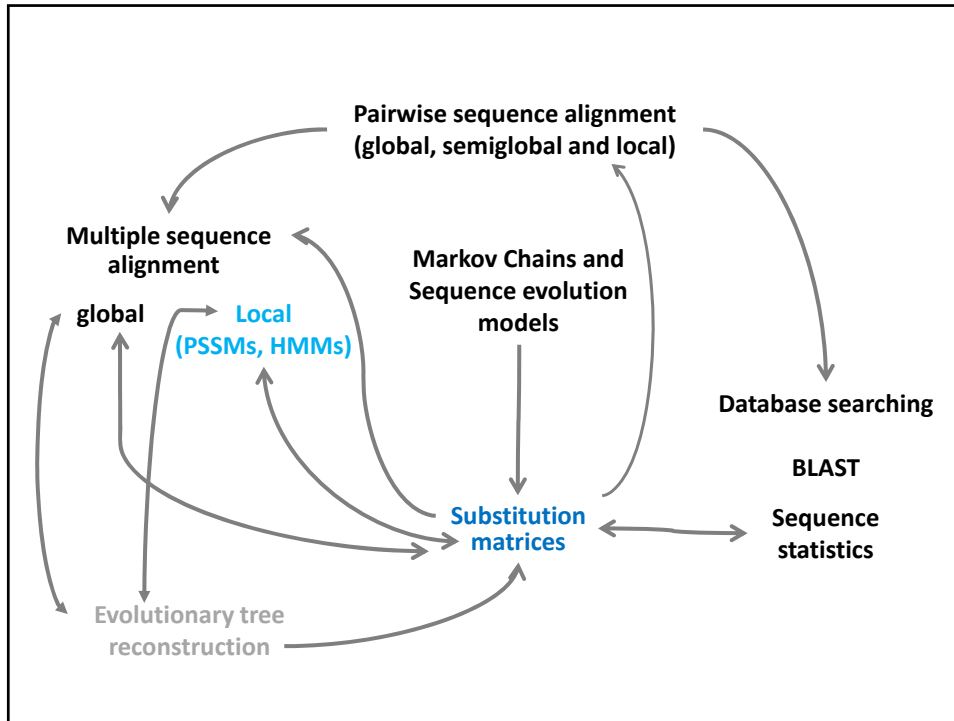 Pairwise sequence alignment
(global, semiglobal and local)
Multiple sequence
alignment
global
Local
(PSSMs, HMMs)
Markov Chains and
Sequence evolution
models
Database searching
BLAST
Sequence
statistics
Substitution
matrices
Evolutionary tree
reconstruction